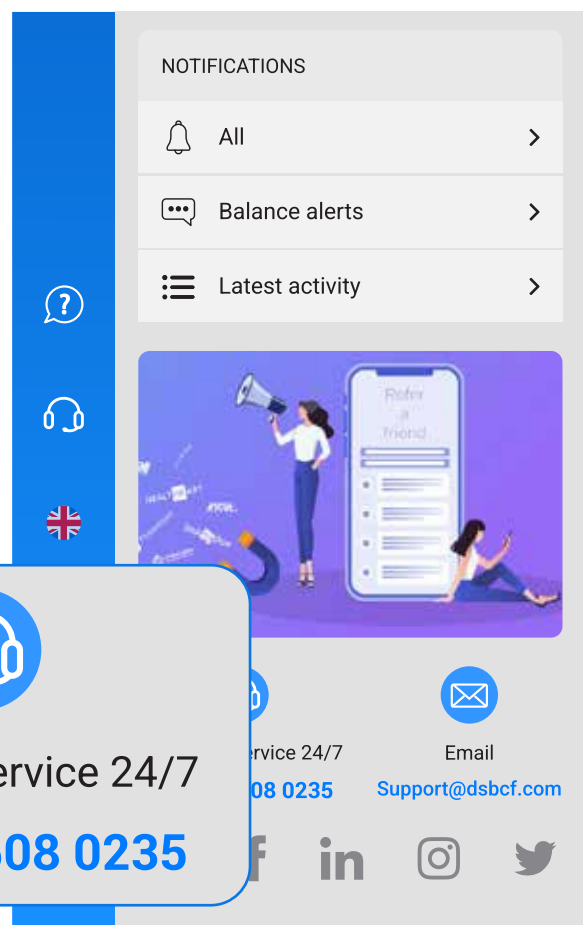 NOTIFICATIONS
All
Balance alerts
Latest activity
Refer
a
friend
ervice 24/7
08 0235
ervice 24/7
08 0235
Email
Support@dsbcf.com